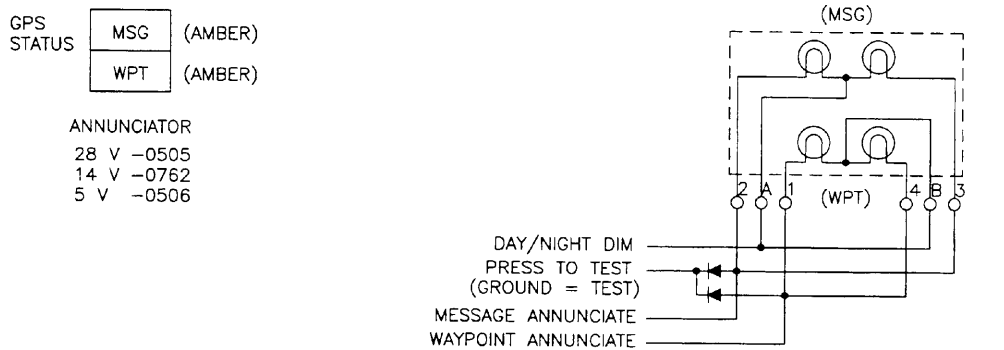 GPS STATUS
MSG (AMBER)
WPT (AMBER)
ANNUNCIATOR
28 V -0505
14 V -0762
5 V -0506
(MSG)
2 A 1 (WPT) 4 B 3
DAY/NIGHT DIM
PRESS TO TEST
(GROUND = TEST)
MESSAGE ANNUNCIATE
WAYPOINT ANNUNCIATE